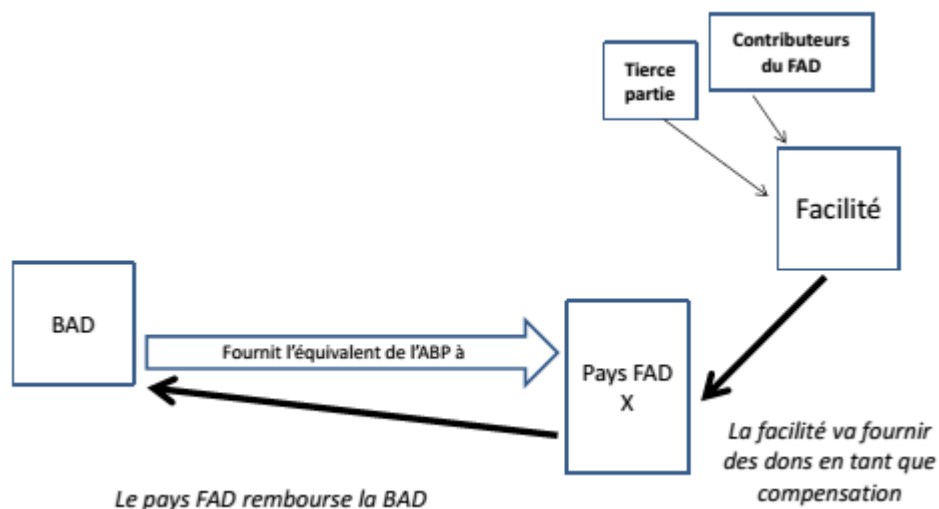 Contributeurs
du FAD
Tierce
partie
Facilité
BAD
Fournit l'équivalent de l'ABP à
Pays FAD
X
La facilité va fournir
des dons en tant que
compensation
Le pays FAD rembourse la BAD